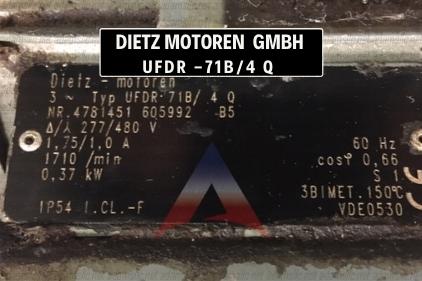 DIETZ MOTOREN GMBH
UFDR -71B/4 Q
Dietz - motoren
3 ~ Typ UFDR 71B/ 4 Q
NR.4781451 605992 B5
Δ/⅄ 277/480 V
1,75/1,0 A 60 Hz
1710 /min cosφ 0,66
0,37 kW S 1
3BIMET. 150°C
IP54 I.CL.-F VDE0530